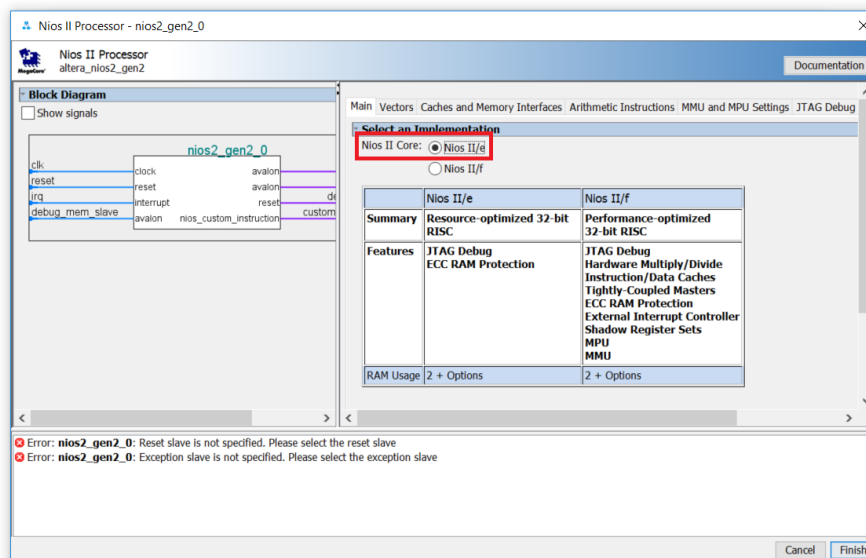 Nios II Processor - nios2_gen2_0
Nios II Processor
altera_nios2_gen2
MegaCore'
Documentation
Block Diagram
Show signals
nios2_gen2_0
clk
clock
avalon
reset
reset
avalon
irq
interrupt
reset
de
debug_mem_slave
avalon
nios_custom_instruction
custom
Main Vectors Caches and Memory Interfaces Arithmetic Instructions MMU and MPU Settings JTAG Debug
Select an Implementation
Nios II Core: Nios II/e
Nios II/f
Nios II/e Nios II/f
Summary Resource-optimized 32-bit Performance-optimized
RISC 32-bit RISC
Features JTAG Debug JTAG Debug
ECC RAM Protection Hardware Multiply/Divide
Instruction/Data Caches
Tightly-Coupled Masters
ECC RAM Protection
External Interrupt Controller
Shadow Register Sets
MPU
MMU
RAM Usage 2 + Options 2 + Options
Error: nios2_gen2_0: Reset slave is not specified. Please select the reset slave
Error: nios2_gen2_0: Exception slave is not specified. Please select the exception slave
Cancel Finish